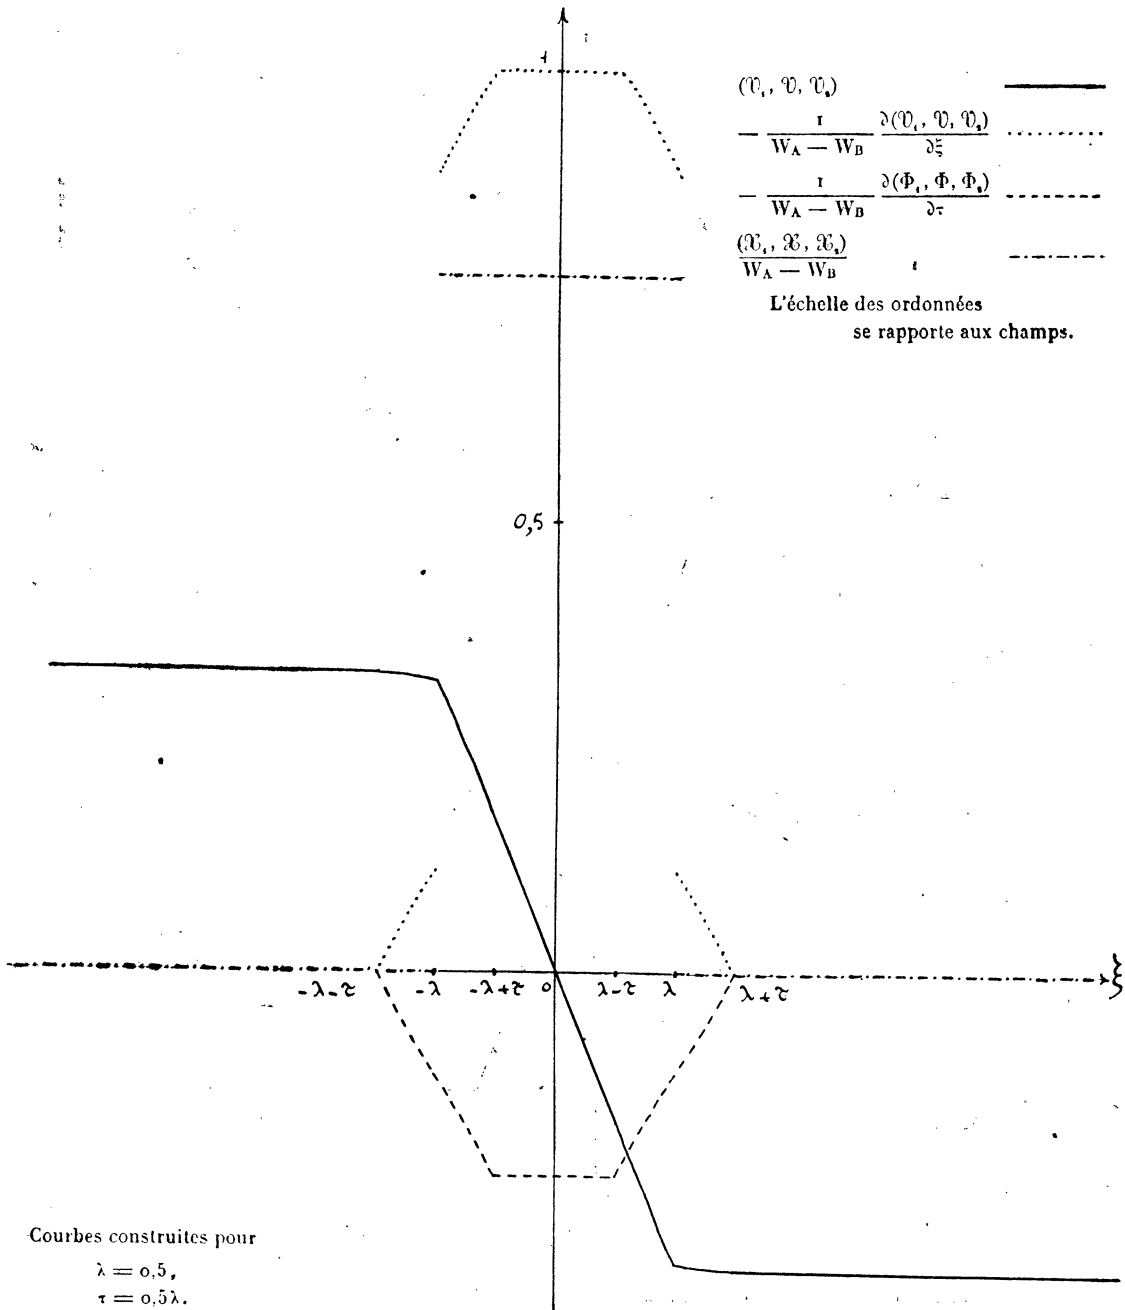 1
(𝒱₁, 𝒱, 𝒱₂)
− 1/(W_A − W_B) ∂(𝒱₁, 𝒱, 𝒱₂)/∂ξ
− 1/(W_A − W_B) ∂(Φ₁, Φ, Φ₂)/∂τ
(𝒳₁, 𝒳, 𝒳₂)/(W_A − W_B)
L'échelle des ordonnées
se rapporte aux champs.
0,5
-λ-τ -λ -λ+τ 0 λ-τ λ λ+τ ξ
Courbes construites pour
λ = 0,5,
τ = 0,5λ.